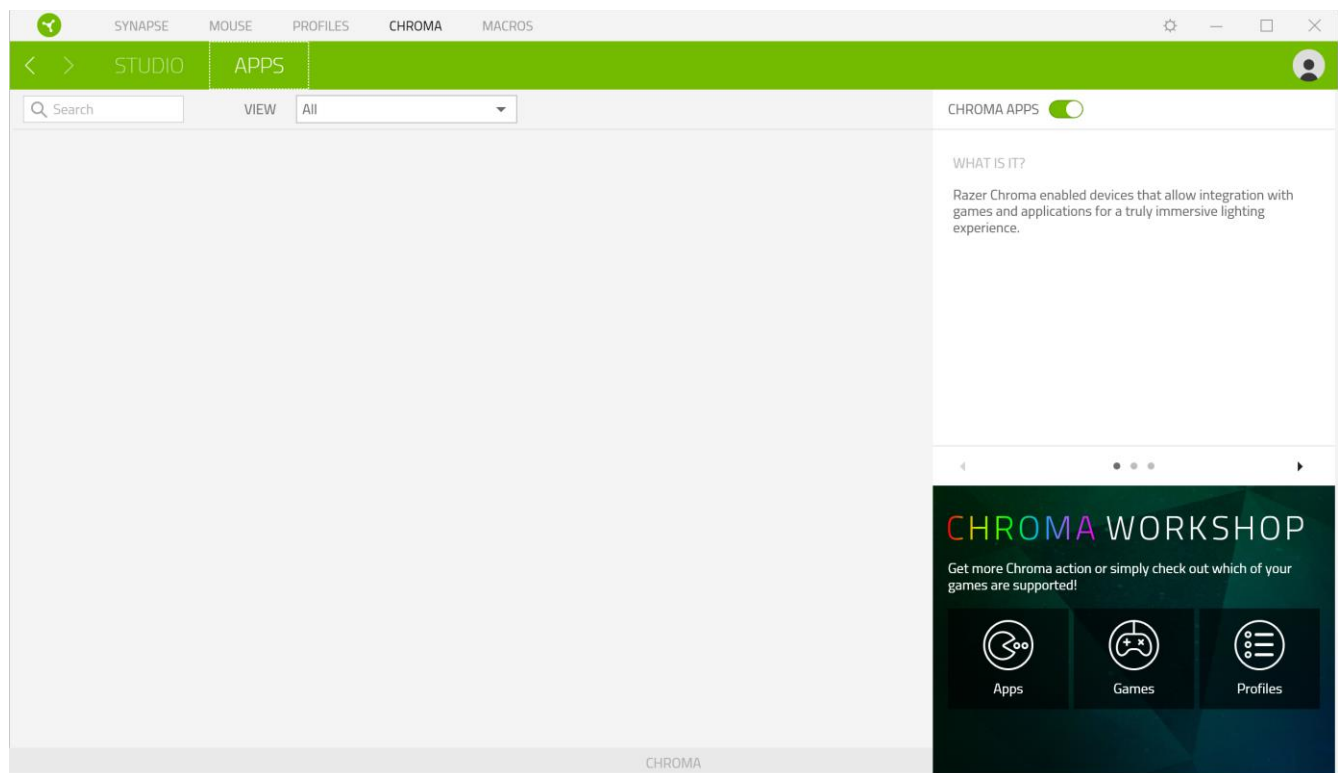 SYNAPSE MOUSE PROFILES CHROMA MACROS
STUDIO APPS
Search VIEW All CHROMA APPS
WHAT IS IT?
Razer Chroma enabled devices that allow integration with
games and applications for a truly immersive lighting
experience.
CHROMA WORKSHOP
Get more Chroma action or simply check out which of your
games are supported!
Apps Games Profiles
CHROMA